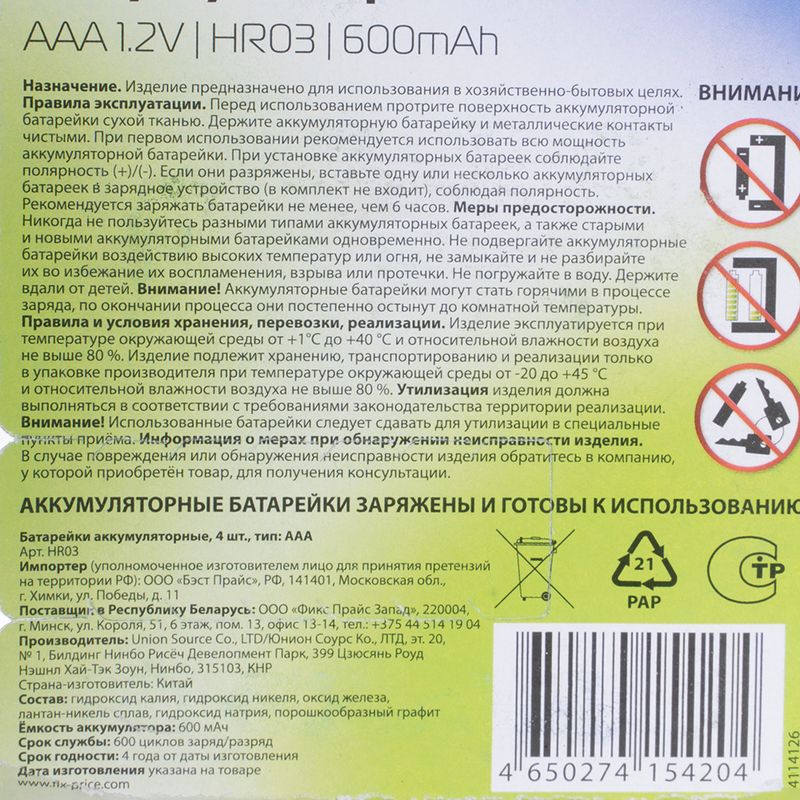 AAA 1.2V | HR03 | 600mAh
Назначение. Изделие предназначено для использования в хозяйственно-бытовых целях.
Правила эксплуатации. Перед использованием протрите поверхность аккумуляторной
батарейки сухой тканью. Держите аккумуляторную батарейку и металлические контакты
чистыми. При первом использовании рекомендуется использовать всю мощность
аккумуляторной батарейки. При установке аккумуляторных батареек соблюдайте
полярность (+)/(-). Если они разряжены, вставьте одну или несколько аккумуляторных
батареек в зарядное устройство (в комплект не входит), соблюдая полярность.
Рекомендуется заряжать батарейки не менее, чем 6 часов. Меры предосторожности.
Никогда не пользуйтесь разными типами аккумуляторных батареек, а также старыми
и новыми аккумуляторными батарейками одновременно. Не подвергайте аккумуляторные
батарейки воздействию высоких температур или огня, не замыкайте и не разбирайте
их во избежание их воспламенения, взрыва или протечки. Не погружайте в воду. Держите
вдали от детей. Внимание! Аккумуляторные батарейки могут стать горячими в процессе
заряда, по окончании процесса они постепенно остынут до комнатной температуры.
Правила и условия хранения, перевозки, реализации. Изделие эксплуатируется при
температуре окружающей среды от +1°С до +40 °С и относительной влажности воздуха
не выше 80 %. Изделие подлежит хранению, транспортированию и реализации только
в упаковке производителя при температуре окружающей среды от -20 до +45 °С
и относительной влажности воздуха не выше 80 %. Утилизация изделия должна
выполняться в соответствии с требованиями законодательства территории реализации.
Внимание! Использованные батарейки следует сдавать для утилизации в специальные
пункты приёма. Информация о мерах при обнаружении неисправности изделия.
В случае повреждения или обнаружения неисправности изделия обратитесь в компанию,
у которой приобретён товар, для получения консультации.
ВНИМАНИ
АККУМУЛЯТОРНЫЕ БАТАРЕЙКИ ЗАРЯЖЕНЫ И ГОТОВЫ К ИСПОЛЬЗОВАНИЮ
Батарейки аккумуляторные, 4 шт., тип: ААА
Арт. HR03
Импортер (уполномоченное изготовителем лицо для принятия претензий
на территории РФ): ООО «Бэст Прайс», РФ, 141401, Московская обл.,
г. Химки, ул. Победы, д. 11
Поставщик в Республику Беларусь: ООО «Фикс Прайс Запад», 220004,
г. Минск, ул. Короля, 51, 6 этаж, пом. 13, офис 13-14, тел.: +375 44 514 19 04
Производитель: Union Source Co., LTD/Юнион Соурс Ко., ЛТД, эт. 20,
№ 1, Билдинг Нинбо Рисёч Девелопмент Парк, 399 Цзюсянь Роуд
Нэшнл Хай-Тэк Зоун, Нинбо, 315103, КНР
Страна-изготовитель: Китай
Состав: гидроксид калия, гидроксид никеля, оксид железа,
лантан-никель сплав, гидроксид натрия, порошкообразный графит
Ёмкость аккумулятора: 600 мАч
Срок службы: 600 циклов заряд/разряд
Срок годности: 4 года от даты изготовления
Дата изготовления указана на товаре
www.fix-price.com
21
PAP
СТР
4 650274 154204
4114126